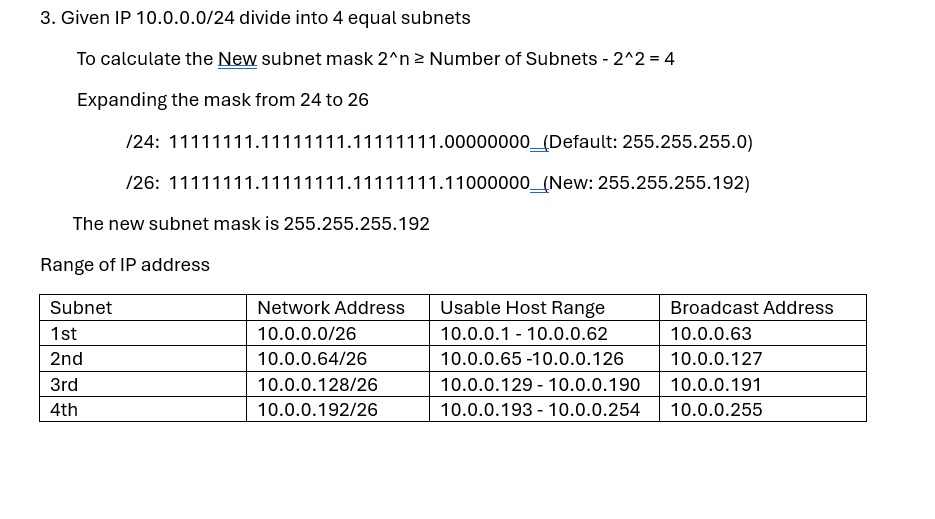 3. Given IP 10.0.0.0/24 divide into 4 equal subnets
To calculate the New subnet mask 2^n ≥ Number of Subnets - 2^2 = 4
Expanding the mask from 24 to 26
/24: 11111111.11111111.11111111.00000000 (Default: 255.255.255.0)
/26: 11111111.11111111.11111111.11000000 (New: 255.255.255.192)
The new subnet mask is 255.255.255.192
Range of IP address
Subnet Network Address Usable Host Range Broadcast Address
1st 10.0.0.0/26 10.0.0.1 - 10.0.0.62 10.0.0.63
2nd 10.0.0.64/26 10.0.0.65 -10.0.0.126 10.0.0.127
3rd 10.0.0.128/26 10.0.0.129 - 10.0.0.190 10.0.0.191
4th 10.0.0.192/26 10.0.0.193 - 10.0.0.254 10.0.0.255